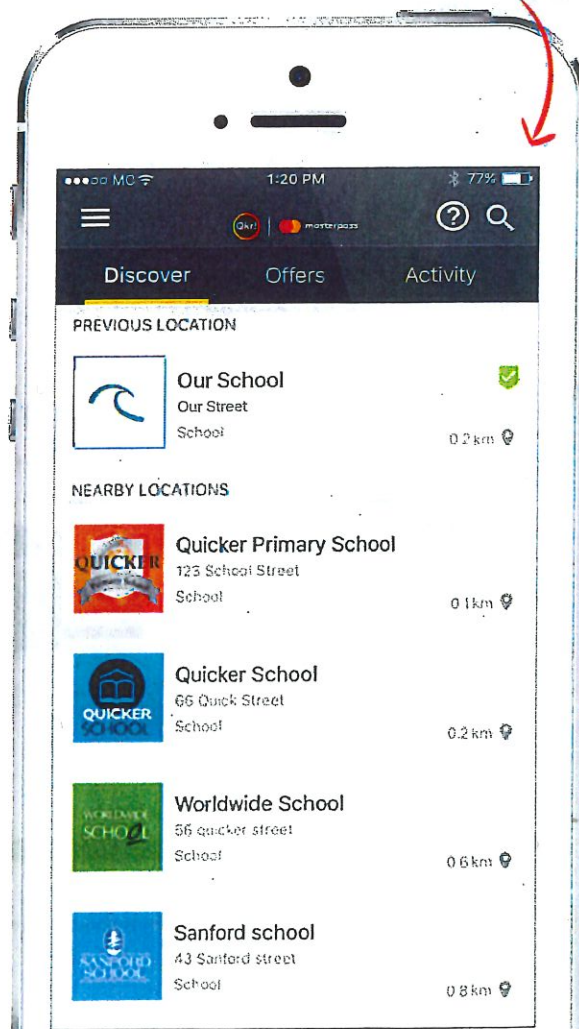 MC 1:20 PM 77%
Qkr! masterpass
Discover Offers Activity
PREVIOUS LOCATION
Our School
Our Street
School
0.2 km
NEARBY LOCATIONS
QUICKER
Quicker Primary School
123 School Street
School
0.1 km
QUICKER
SCHOOL
Quicker School
66 Quick Street
School
0.2 km
WORLDWIDE
SCHOOL
Worldwide School
56 quicker street
School
0.6 km
SANFORD
SCHOOL
Sanford school
43 Sanford street
School
0.8 km